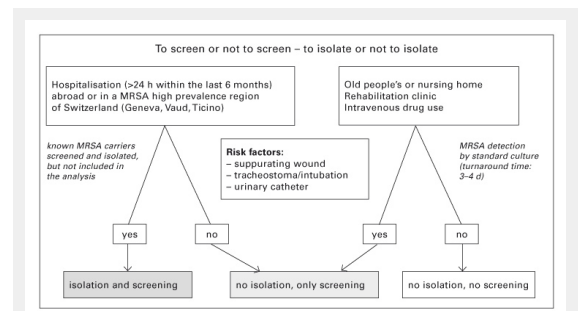 To screen or not to screen – to isolate or not to isolate
Hospitalisation (>24 h within the last 6 months)
abroad or in a MRSA high prevalence region
of Switzerland (Geneva, Vaud, Ticino)
Old people's or nursing home
Rehabilitation clinic
Intravenous drug use
known MRSA carriers
screened and isolated,
but not included in
the analysis
Risk factors:
– suppurating wound
– tracheostoma/intubation
– urinary catheter
MRSA detection
by standard culture
(turnaround time:
3–4 d)
yes
no
yes
no
isolation and screening
no isolation, only screening
no isolation, no screening